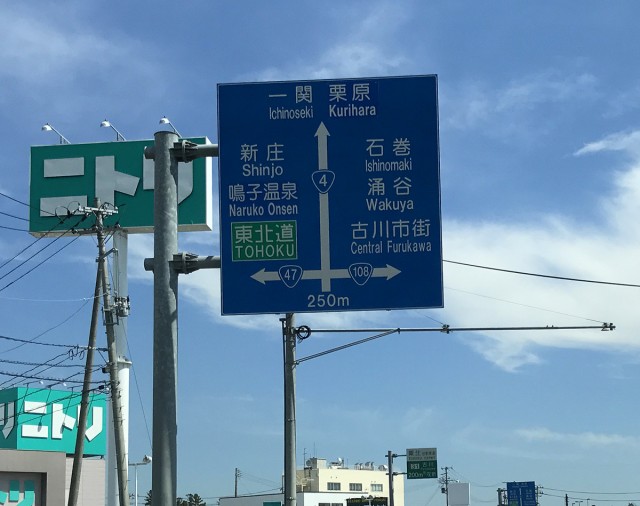 一関 栗原
Ichinoseki Kurihara
新庄
Shinjo
鳴子温泉
Naruko Onsen
東北道
TOHOKU
石巻
Ishinomaki
涌谷
Wakuya
古川市街
Central Furukawa
4
47
108
250m
ニトリ
ニトリ
ニト